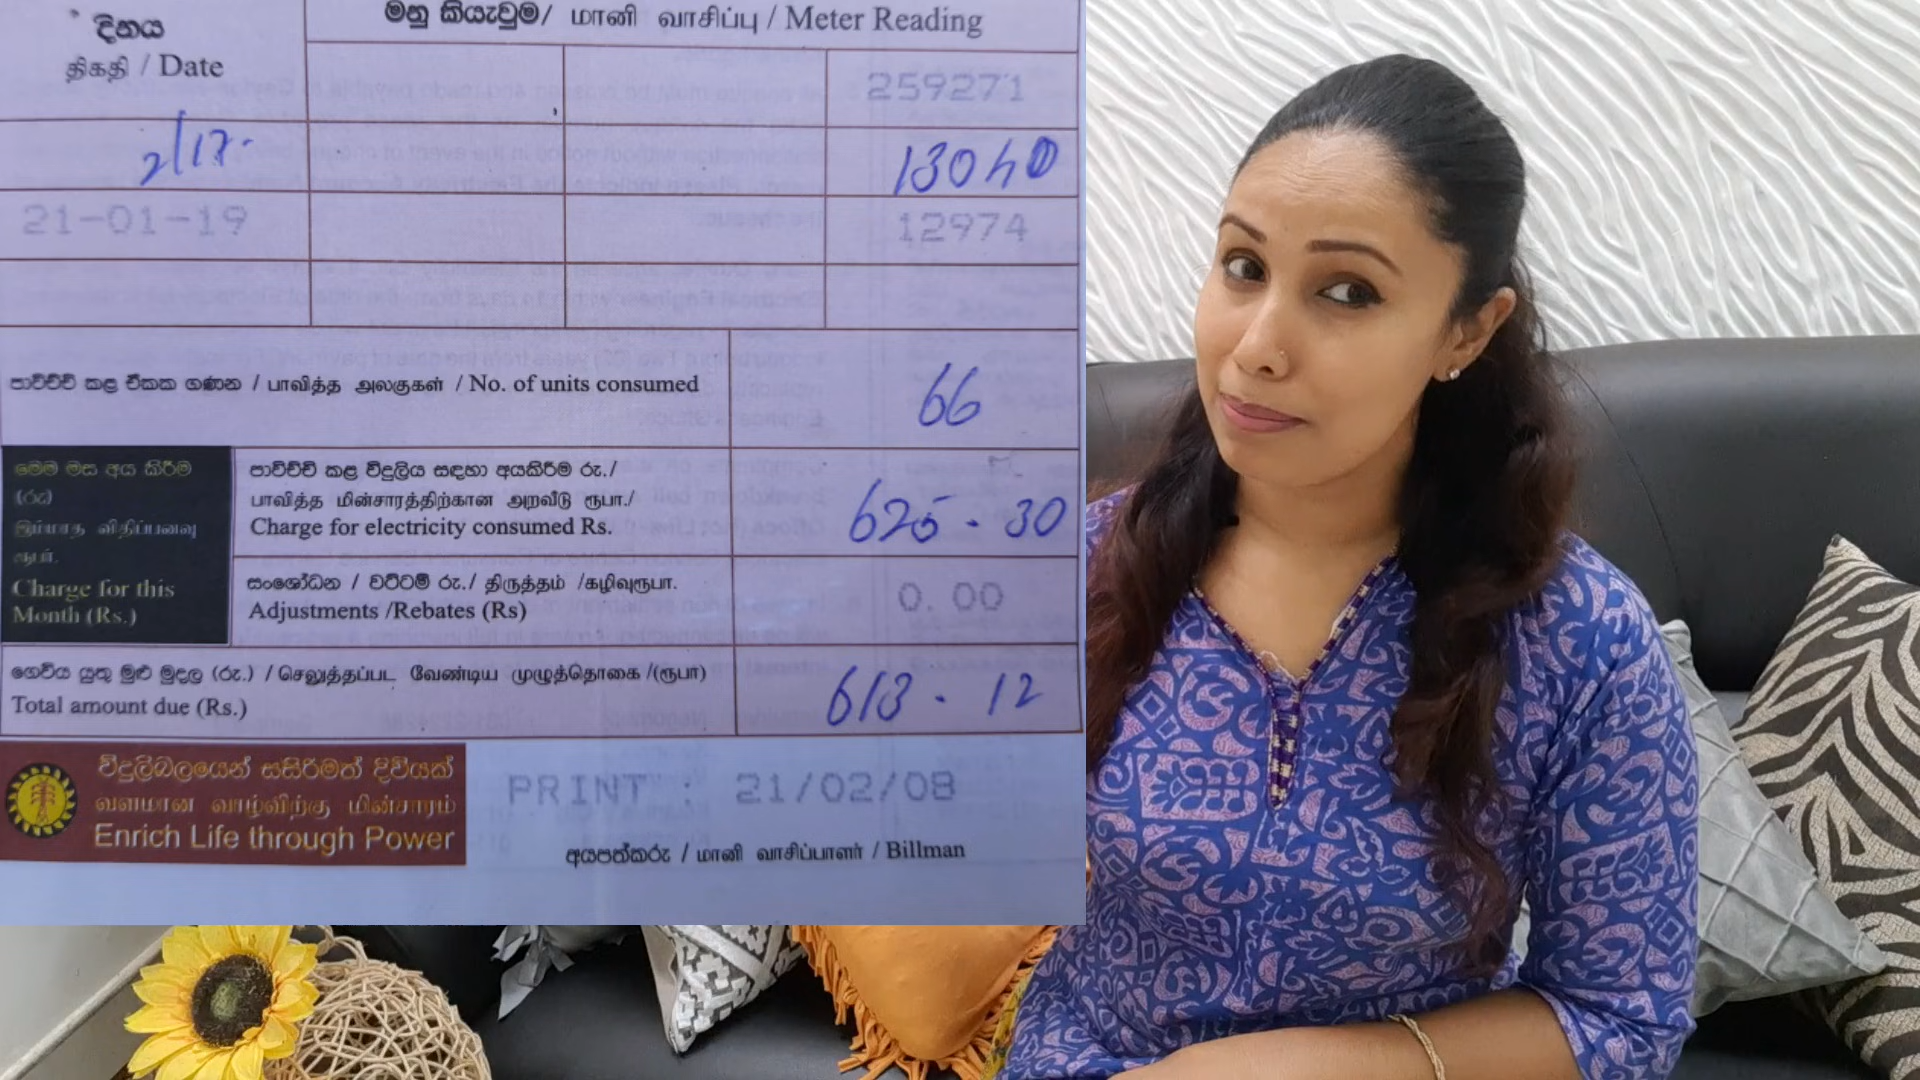 දිනය
திகதி / Date
මනු කියැවුම/ மானி வாசிப்பு / Meter Reading
259271
2/17.
13040
21-01-19
12974
පාවිච්චි කළ ඒකක ගණන / பாவித்த அலகுகள் / No. of units consumed
66
මෙම මස අය කිරීම
(රු)
இம்மாத விதிப்பனவு
ரூபா.
Charge for this
Month (Rs.)
පාවිච්චි කළ විදුලිය සඳහා අයකිරීම රු./
பாவித்த மின்சாரத்திற்கான அறவீடு ரூபா./
Charge for electricity consumed Rs.
625 - 30
සංශෝධන / වට්ටම් රු./ திருத்தம் /கழிவுரூபா.
Adjustments /Rebates (Rs)
0.00
ගෙවිය යුතු මුළු මුදල (රු.) / செலுத்தப்பட வேண்டிய முழுத்தொகை /(ரூபா)
Total amount due (Rs.)
613 - 12
විදුලිබලයෙන් සසිරිමත් දිවියක්
வளமான வாழ்விற்கு மின்சாரம்
Enrich Life through Power
PRINT : 21/02/08
අයපත්කරු / மானி வாசிப்பாளர் / Billman